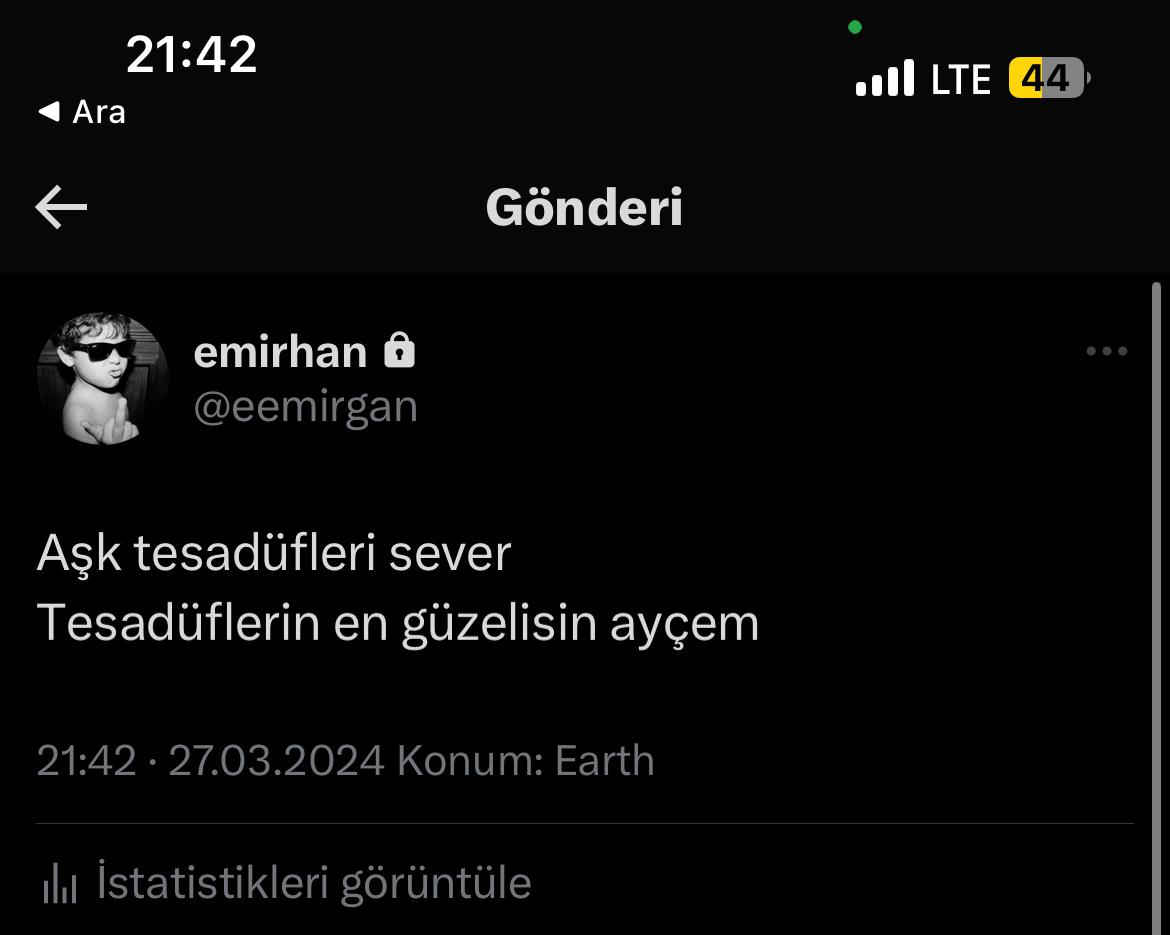 21:42
LTE 44
◀ Ara
Gönderi
emirhan
@eemirgan
Aşk tesadüfleri sever
Tesadüflerin en güzelisin ayçem
21:42 · 27.03.2024 Konum: Earth
İstatistikleri görüntüle